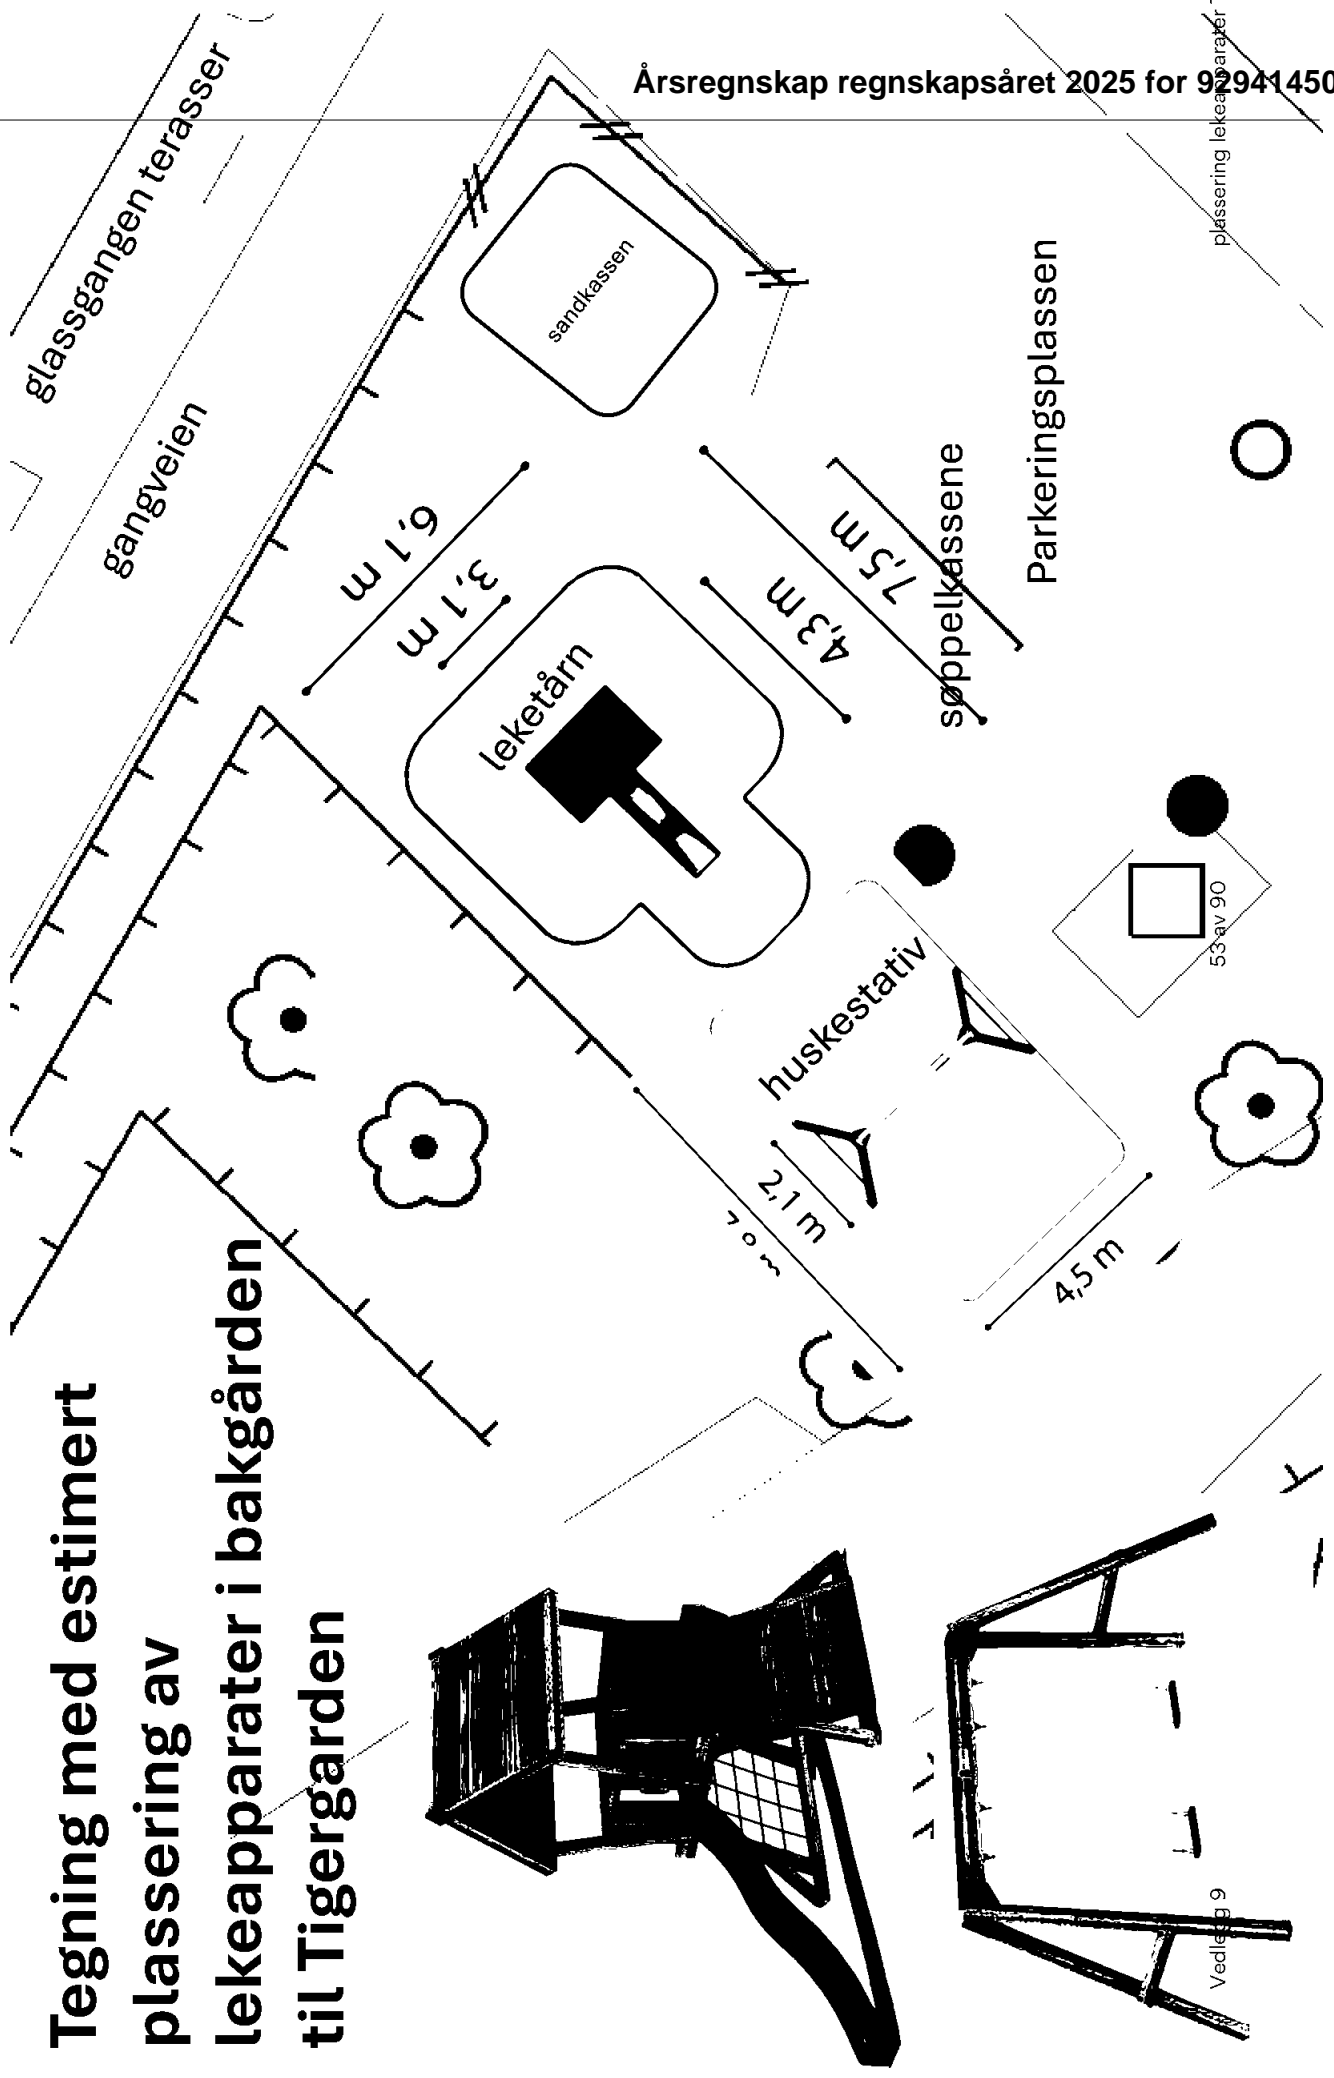 Årsregnskap regnskapsåret 2025 for 92941450
Tegning med estimert
plassering av
lekeapparater i bakgården
til Tigergarden
glassgangen terasser
gangveien
sandkassen
6,1 m
3,1 m
leketårn
4,3 m
7,5 m
søppelkassene
Parkeringsplassen
huskestativ
2,1 m
4,5 m
Vedlegg 9
53 av 90
plassering lekeapparater